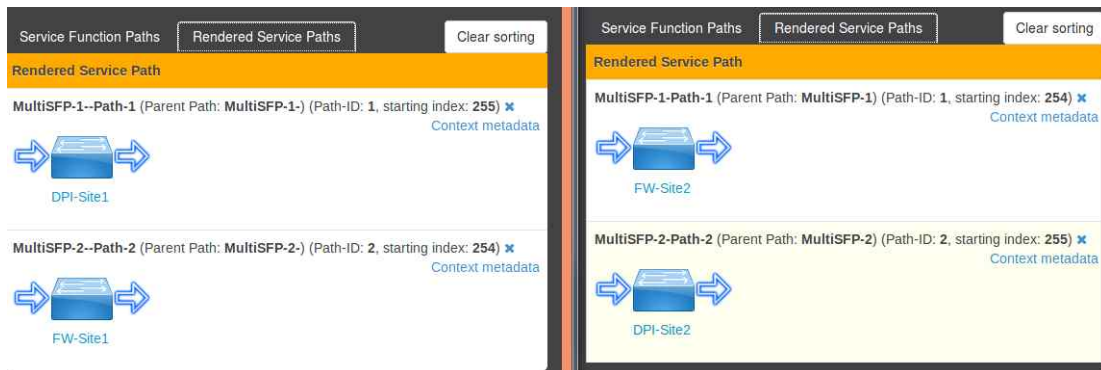 Service Function Paths Rendered Service Paths Clear sorting
Rendered Service Path
MultiSFP-1--Path-1 (Parent Path: MultiSFP-1-) (Path-ID: 1, starting index: 255) ×
Context metadata
DPI-Site1
MultiSFP-2--Path-2 (Parent Path: MultiSFP-2-) (Path-ID: 2, starting index: 254) ×
Context metadata
FW-Site1
Service Function Paths Rendered Service Paths Clear sorting
Rendered Service Path
MultiSFP-1-Path-1 (Parent Path: MultiSFP-1) (Path-ID: 1, starting index: 254) ×
Context metadata
FW-Site2
MultiSFP-2-Path-2 (Parent Path: MultiSFP-2) (Path-ID: 2, starting index: 255) ×
Context metadata
DPI-Site2